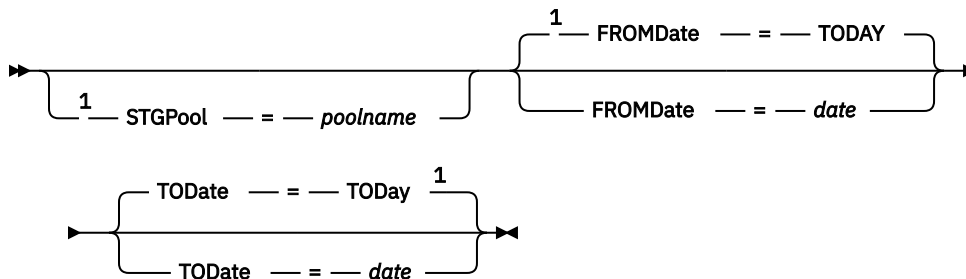 1 FROMDate = TODAY
1 STGPool = poolname
FROMDate = date
TODate = TODay 1
TODate = date